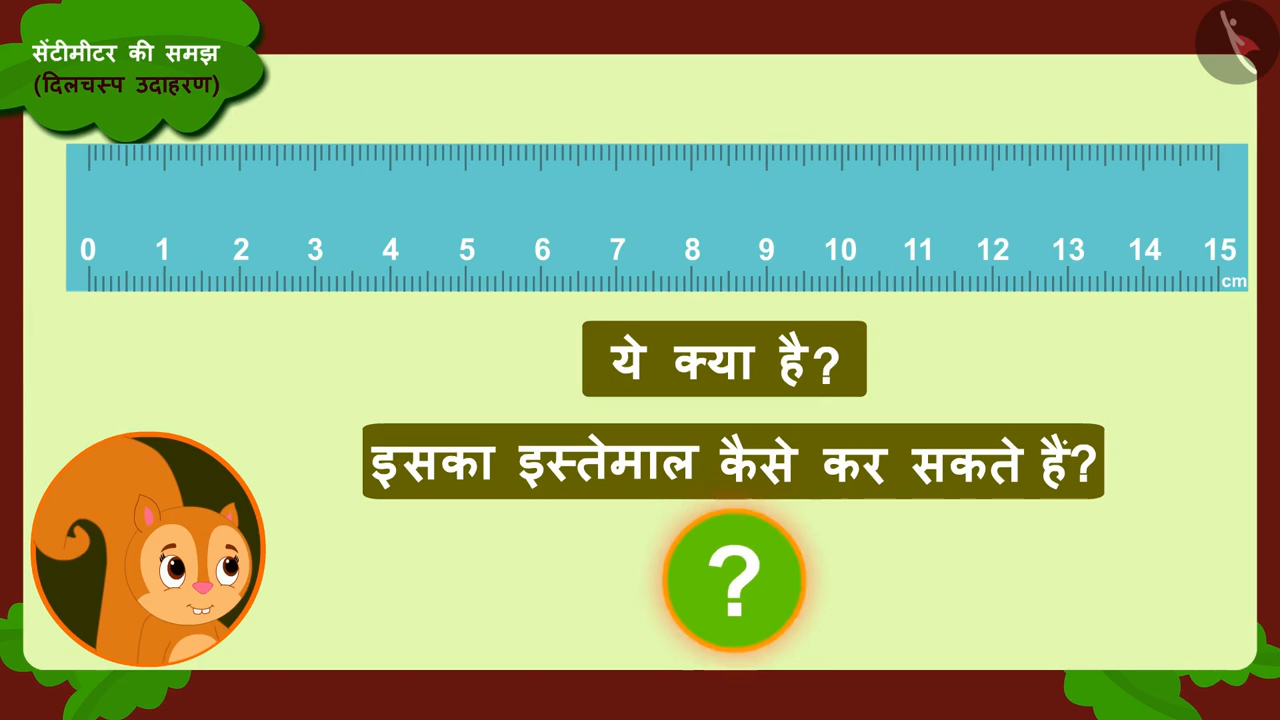 सेंटीमीटर की समझ
(दिलचस्प उदाहरण)
0 1 2 3 4 5 6 7 8 9 10 11 12 13 14 15
cm
ये क्या है?
इसका इस्तेमाल कैसे कर सकते हैं?
?